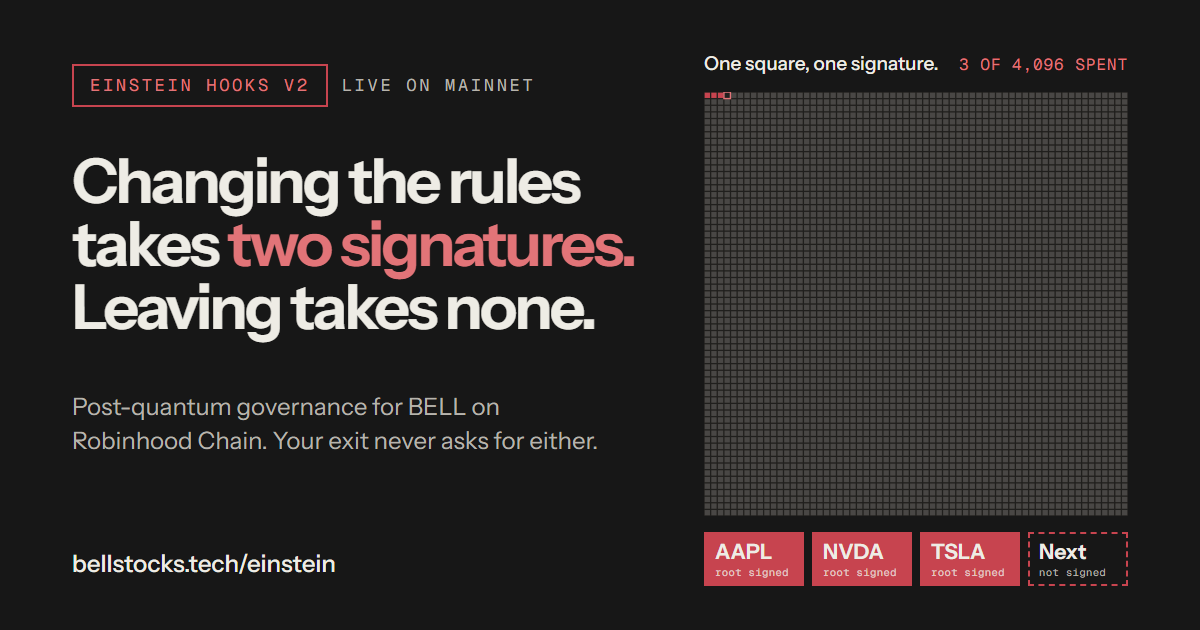 EINSTEIN HOOKS V2
LIVE ON MAINNET
Changing the rules
takes two signatures.
Leaving takes none.
Post-quantum governance for BELL on
Robinhood Chain. Your exit never asks for either.
bellstocks.tech/einstein
One square, one signature.
3 OF 4,096 SPENT
AAPL
root signed
NVDA
root signed
TSLA
root signed
Next
not signed